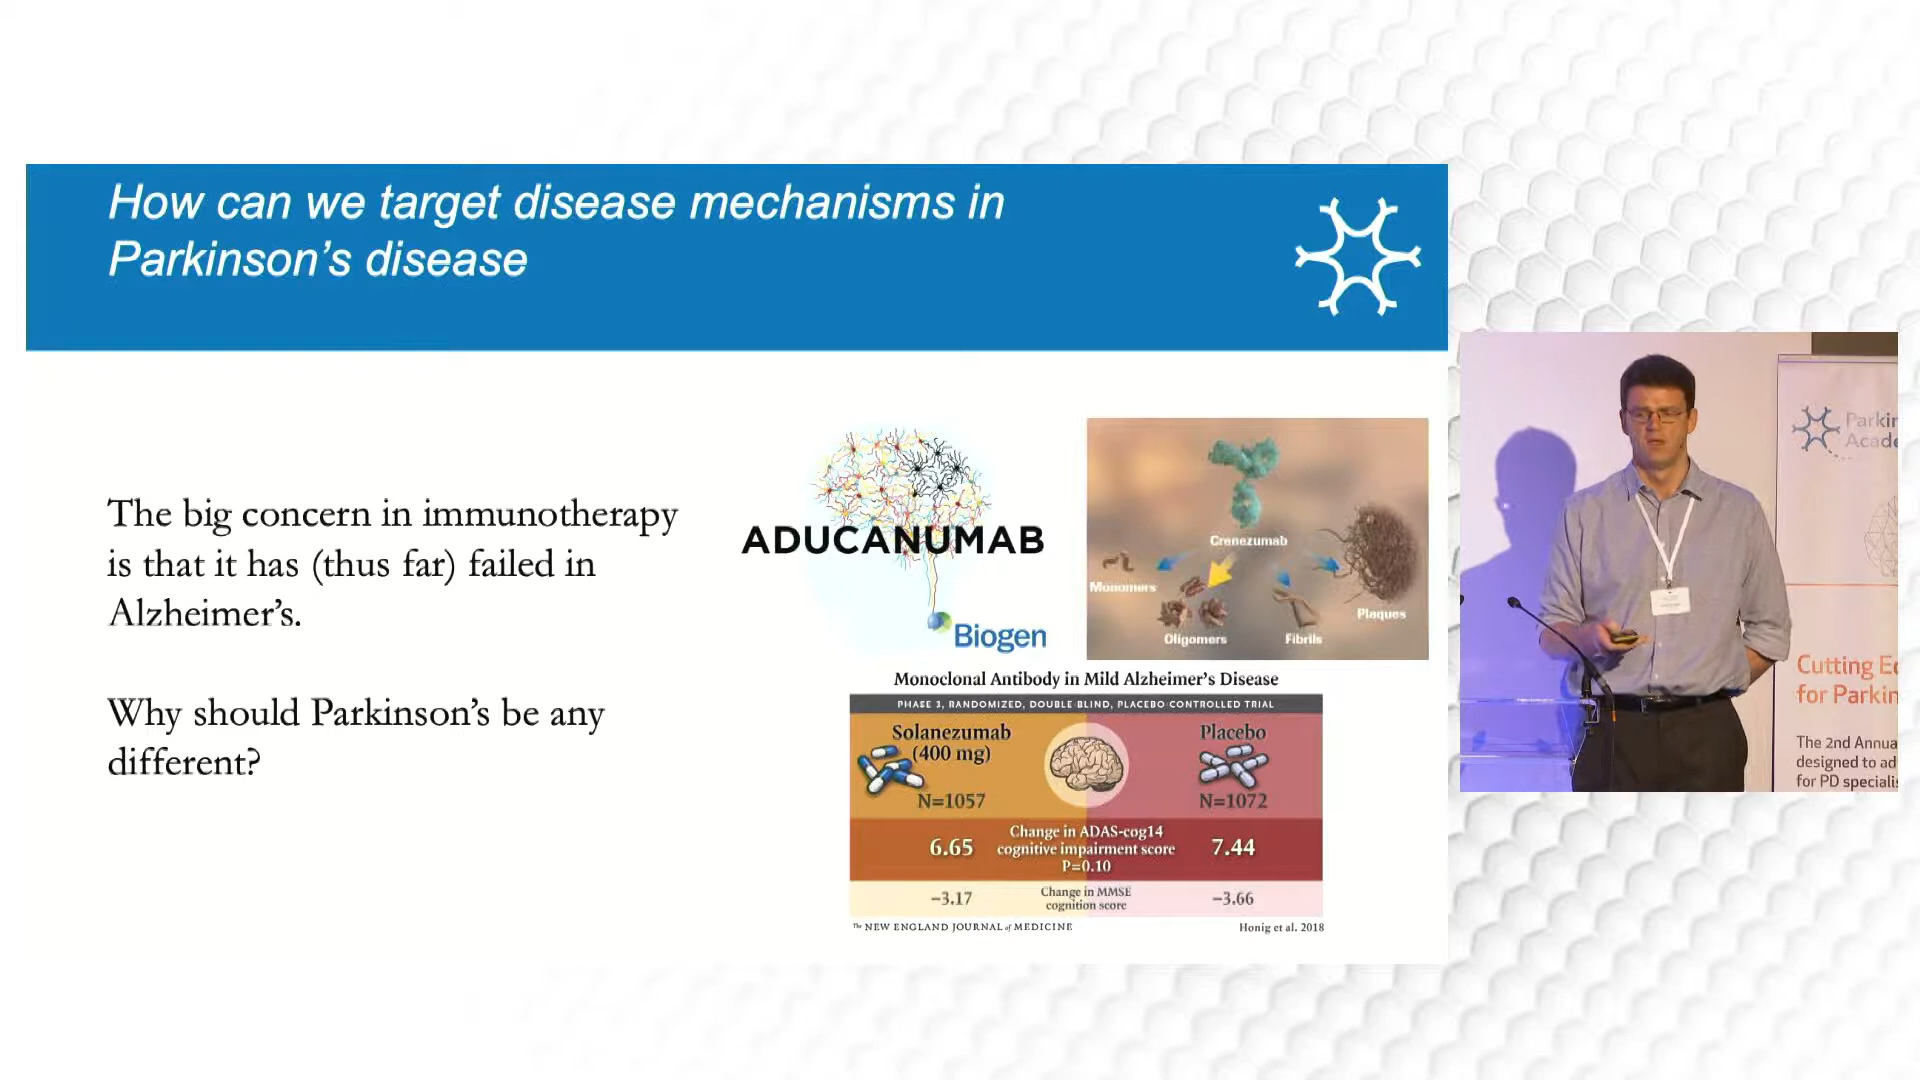 How can we target disease mechanisms in
Parkinson's disease
The big concern in immunotherapy
is that it has (thus far) failed in
Alzheimer's.
Why should Parkinson's be any
different?
ADUCANUMAB
Biogen
Crenezumab
Monomers
Oligomers
Fibrils
Plaques
Monoclonal Antibody in Mild Alzheimer's Disease
PHASE 3, RANDOMIZED, DOUBLE-BLIND, PLACEBO-CONTROLLED TRIAL
Solanezumab
(400 mg)
Placebo
N=1057
N=1072
6.65
Change in ADAS-cog14
cognitive impairment score
P=0.10
7.44
−3.17
Change in MMSE
cognition score
−3.66
The NEW ENGLAND JOURNAL of MEDICINE
Honig et al. 2018
Parkin
Acade
Cutting Ed
for Parkin
The 2nd Annua
designed to ad
for PD specialis